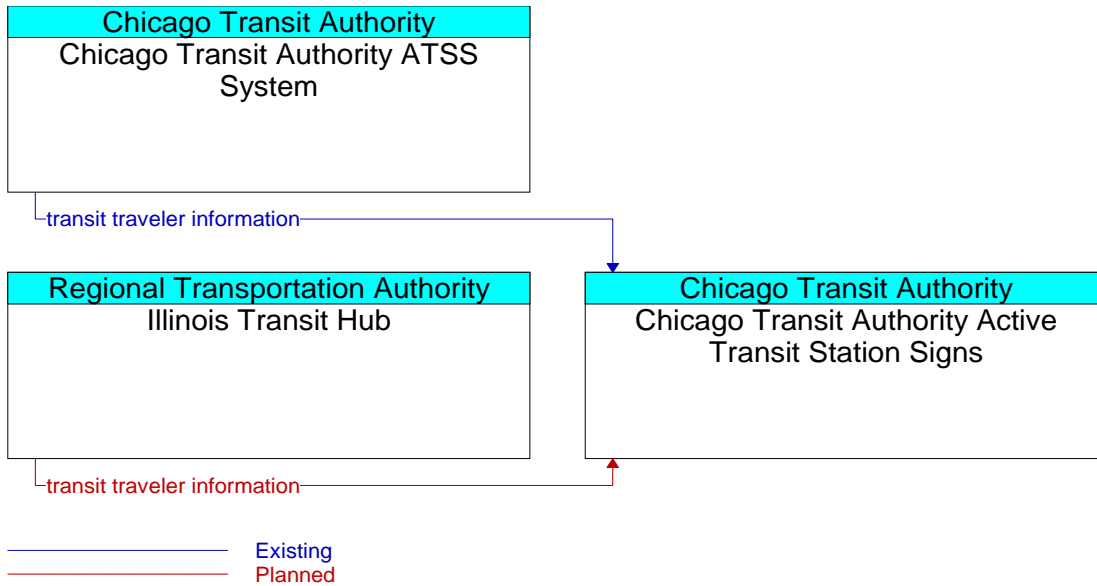 Chicago Transit Authority
Chicago Transit Authority ATSS
System
transit traveler information
Regional Transportation Authority
Illinois Transit Hub
Chicago Transit Authority
Chicago Transit Authority Active
Transit Station Signs
transit traveler information
Existing
Planned